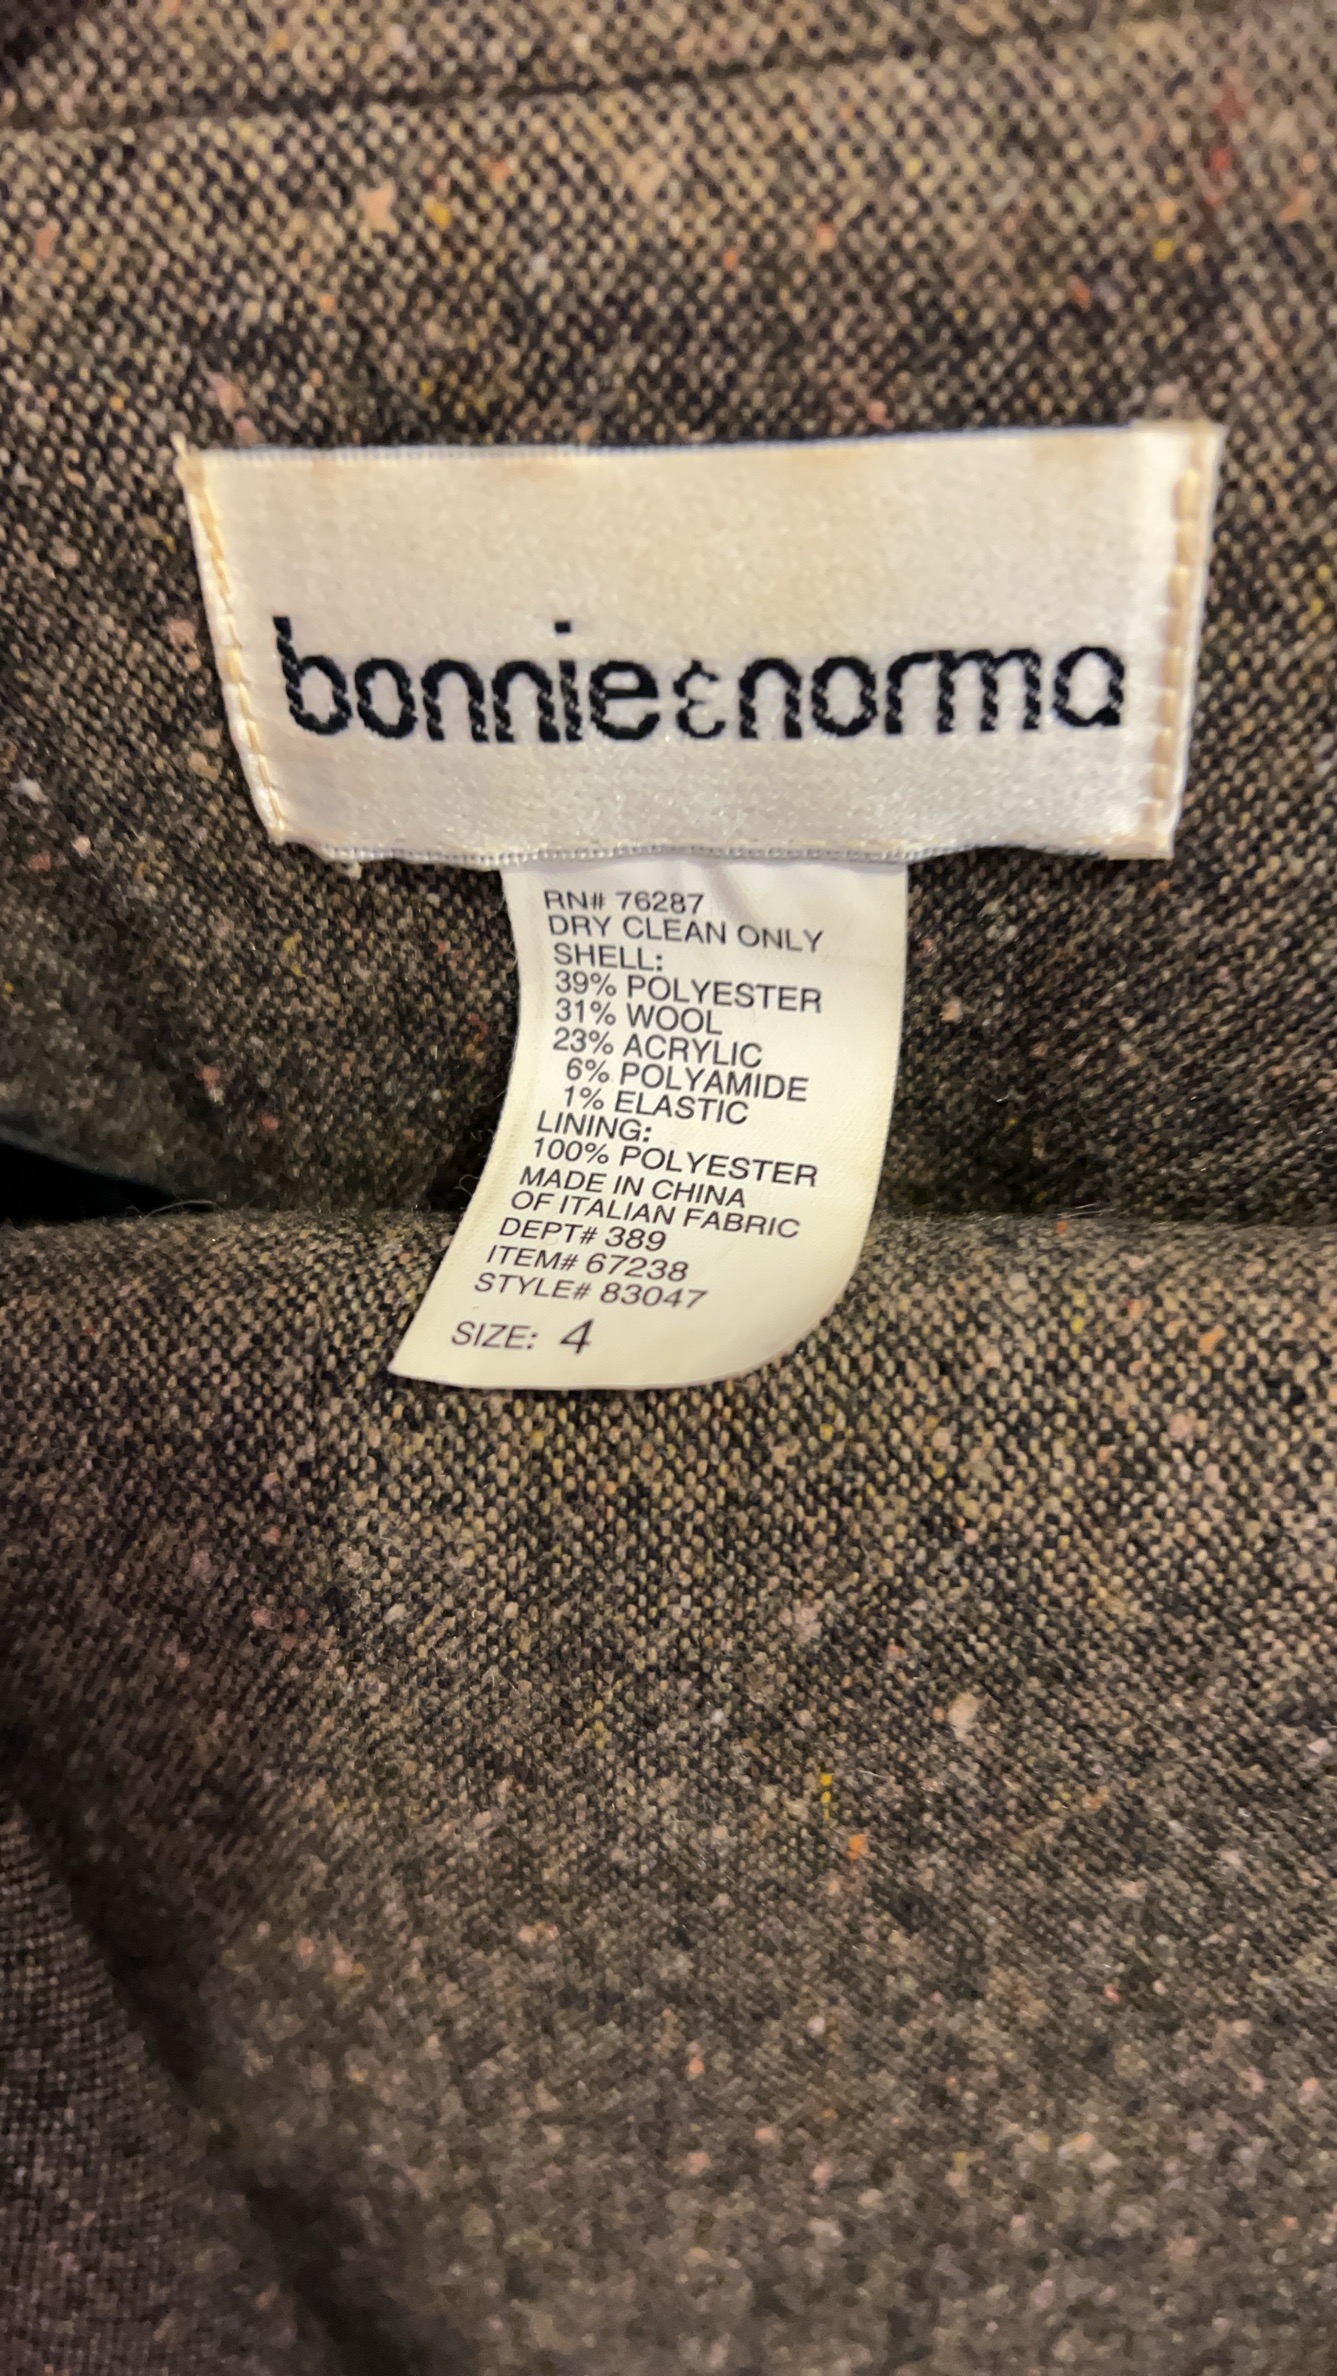 bonnie&norma
RN# 76287
DRY CLEAN ONLY
SHELL:
39% POLYESTER
31% WOOL
23% ACRYLIC
6% POLYAMIDE
1% ELASTIC
LINING:
100% POLYESTER
MADE IN CHINA
OF ITALIAN FABRIC
DEPT# 389
ITEM# 67238
STYLE# 83047
SIZE: 4